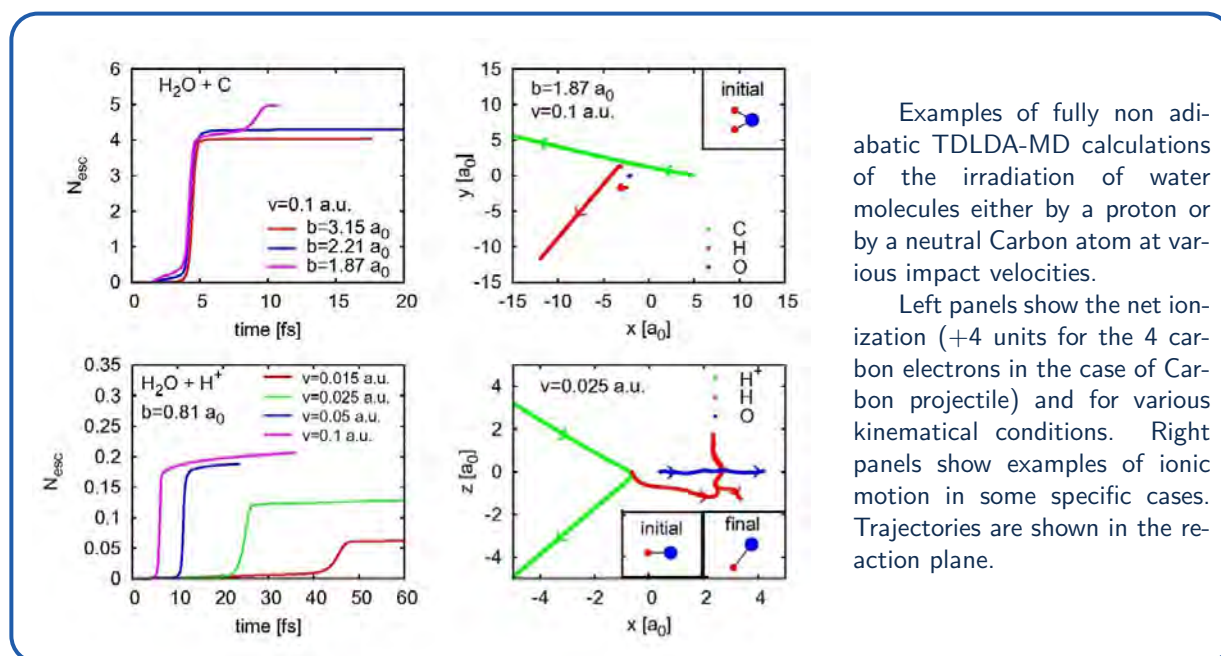 6
5
4
3
2
1
0
N_esc
H₂O + C
v=0.1 a.u.
b=3.15 a₀
b=2.21 a₀
b=1.87 a₀
0 5 10 15 20
time [fs]
15
10
5
0
-5
-10
-15
y [a₀]
b=1.87 a₀
v=0.1 a.u.
initial
C
H
O
-15 -10 -5 0 5 10 15
x [a₀]
0.35
0.3
0.25
0.2
0.15
0.1
0.05
0
N_esc
H₂O + H⁺
b=0.81 a₀
v=0.015 a.u.
v=0.025 a.u.
v=0.05 a.u.
v=0.1 a.u.
0 10 20 30 40 50 60
time [fs]
4
2
0
-2
-4
z [a₀]
v=0.025 a.u.
H⁺
H
O
initial
final
-4 -2 0 2 4
x [a₀]
Examples of fully non adi-
abatic TDLDA-MD calculations
of the irradiation of water
molecules either by a proton or
by a neutral Carbon atom at var-
ious impact velocities.
Left panels show the net ion-
ization (+4 units for the 4 car-
bon electrons in the case of Car-
bon projectile) and for various
kinematical conditions. Right
panels show examples of ionic
motion in some specific cases.
Trajectories are shown in the re-
action plane.